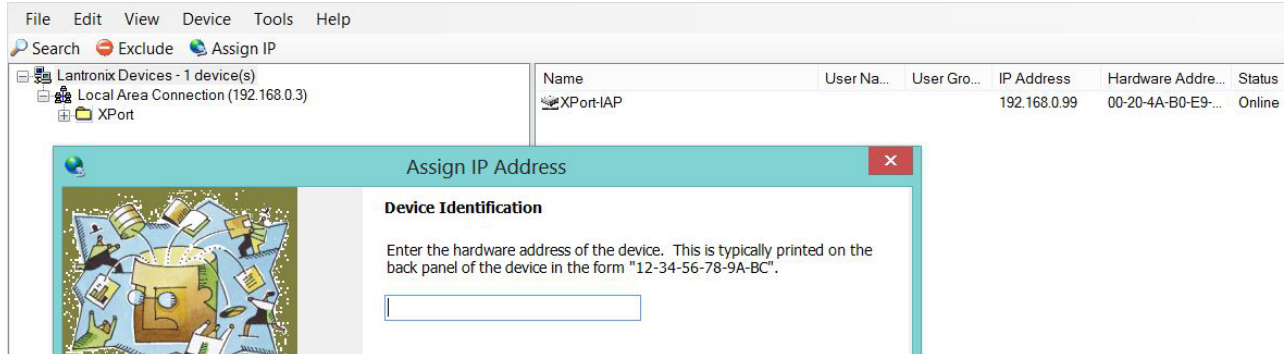 File Edit View Device Tools Help
Search Exclude Assign IP
Lantronix Devices - 1 device(s)
Local Area Connection (192.168.0.3)
XPort
Name User Na... User Gro... IP Address Hardware Addre... Status
XPort-IAP 192.168.0.99 00-20-4A-B0-E9-... Online
Assign IP Address
Device Identification
Enter the hardware address of the device. This is typically printed on the
back panel of the device in the form "12-34-56-78-9A-BC".